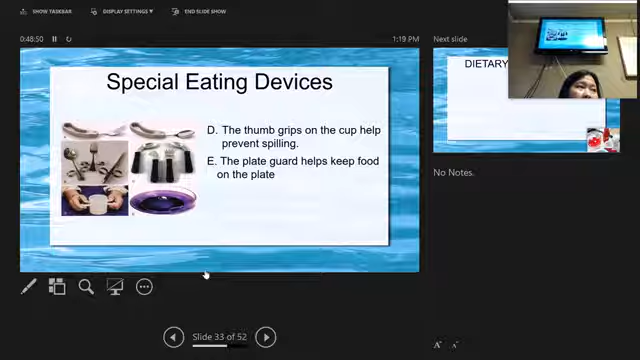 SHOW TASKBAR
DISPLAY SETTINGS ▾
END SLIDE SHOW
0:48:50
1:19 PM
Special Eating Devices
D. The thumb grips on the cup help
prevent spilling.
E. The plate guard helps keep food
on the plate
Slide 33 of 52
Next slide
DIETARY
No Notes.
A
A